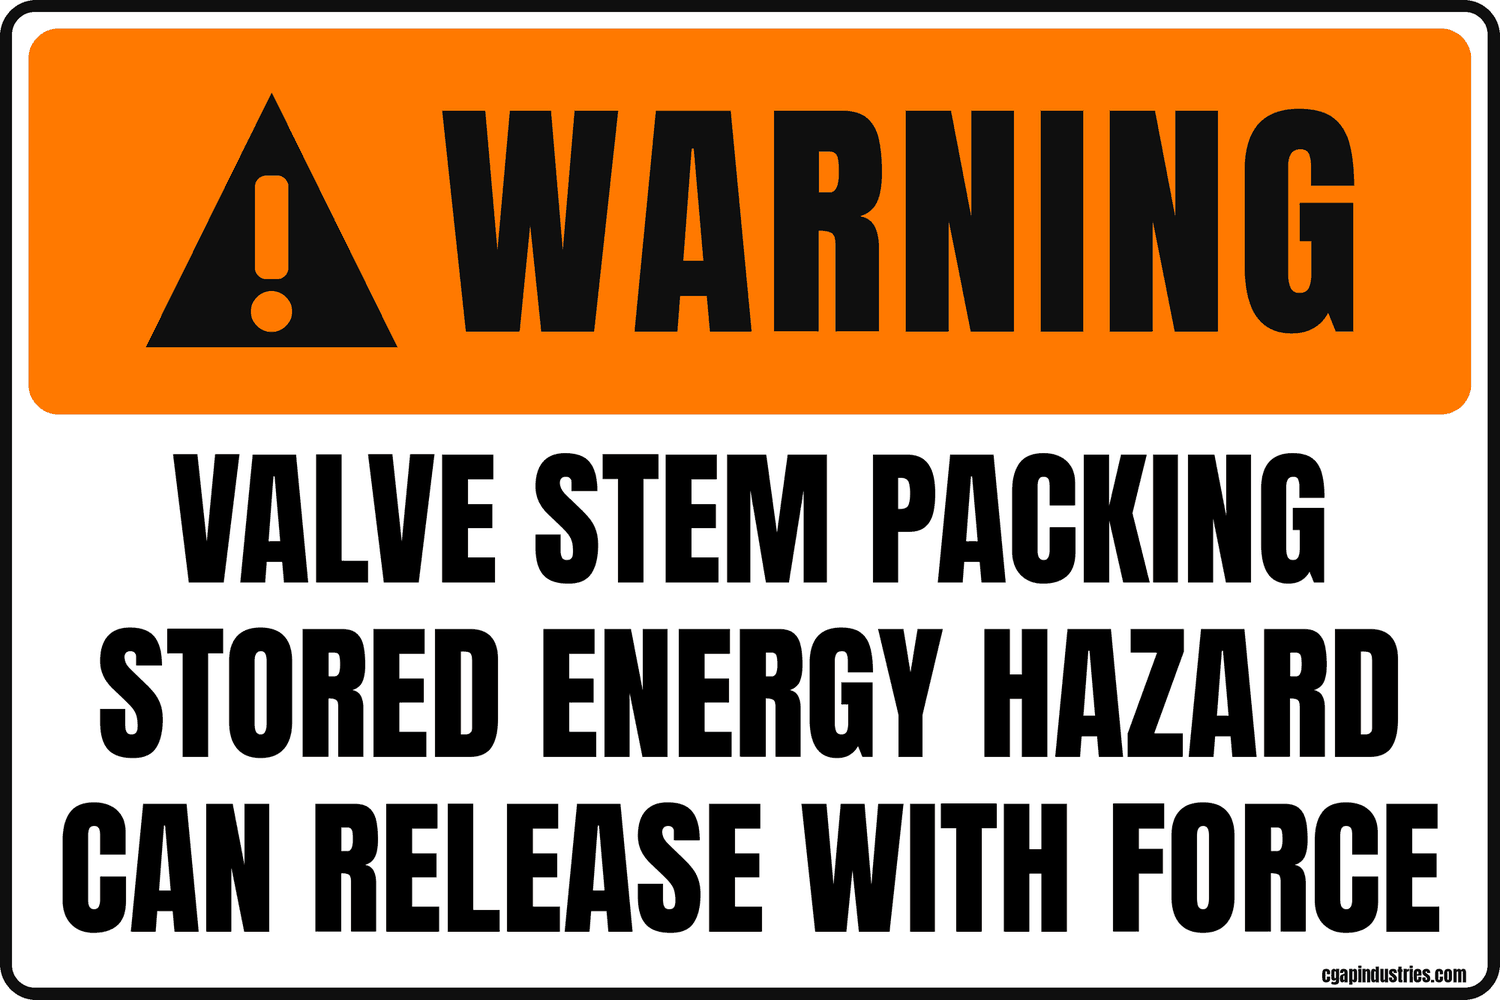 WARNING
VALVE STEM PACKING
STORED ENERGY HAZARD
CAN RELEASE WITH FORCE
cgapindustries.com